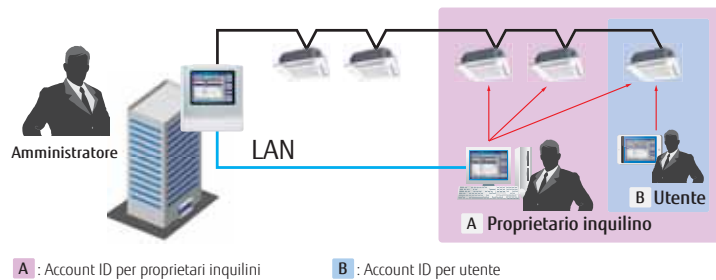 Amministratore
LAN
B Utente
A Proprietario inquilino
A : Account ID per proprietari inquilini
B : Account ID per utente